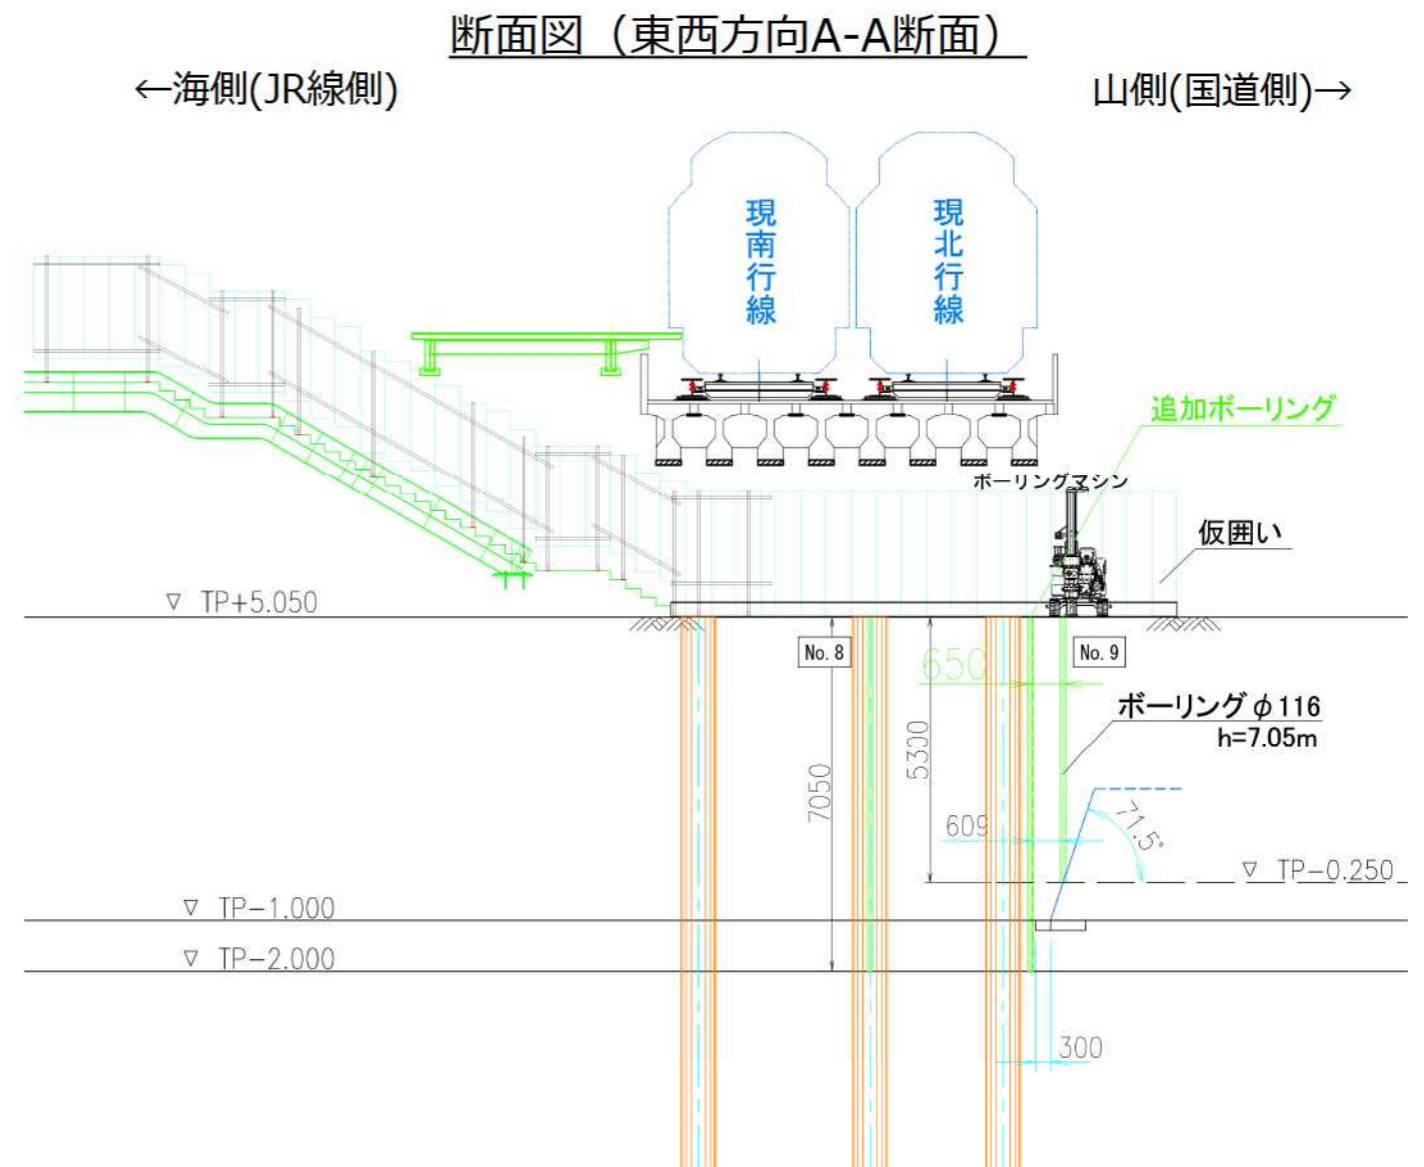 断面図（東西方向A-A断面）
←海側(JR線側)
山側(国道側)→
現南行線
現北行線
追加ボーリング
ボーリングマシン
仮囲い
▽ TP+5.050
No. 8
650
No. 9
ボーリングφ116
h=7.05m
5300
7050
609
71.5°
▽ TP-0.250
▽ TP-1.000
▽ TP-2.000
300